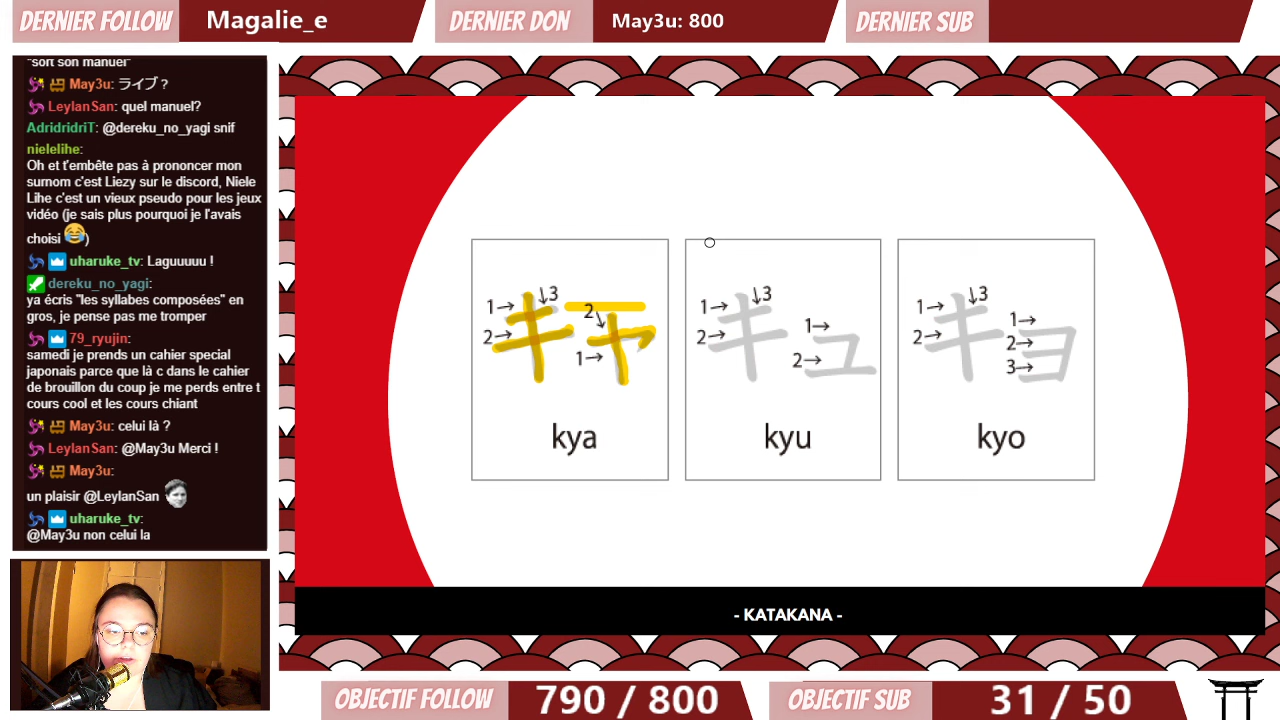 DERNIER FOLLOW
Magalie_e
DERNIER DON
May3u: 800
DERNIER SUB
"sort son manuel"
May3u: ライブ ?
LeylanSan: quel manuel?
AdridridriT: @dereku_no_yagi snif
nielelihe:
Oh et t'embête pas à prononcer mon
surnom c'est Liezy sur le discord, Niele
Lihe c'est un vieux pseudo pour les jeux
vidéo (je sais plus pourquoi je l'avais
choisi 😂)
uharuke_tv: Laguuuuu !
dereku_no_yagi:
ya écris "les syllabes composées" en
gros, je pense pas me tromper
79_ryujin:
samedi je prends un cahier special
japonais parce que là c dans le cahier
de brouillon du coup je me perds entre t
cours cool et les cours chiant
May3u: celui là ?
LeylanSan: @May3u Merci !
May3u:
un plaisir @LeylanSan
uharuke_tv:
@May3u non celui la
1→ 2→ ↓3 キ
1→ 2↘ ャ
kya
1→ 2→ ↓3 キ
1→ 2→ ュ
kyu
1→ 2→ ↓3 キ
1→ 2→ 3→ ョ
kyo
- KATAKANA -
OBJECTIF FOLLOW
790 / 800
OBJECTIF SUB
31 / 50